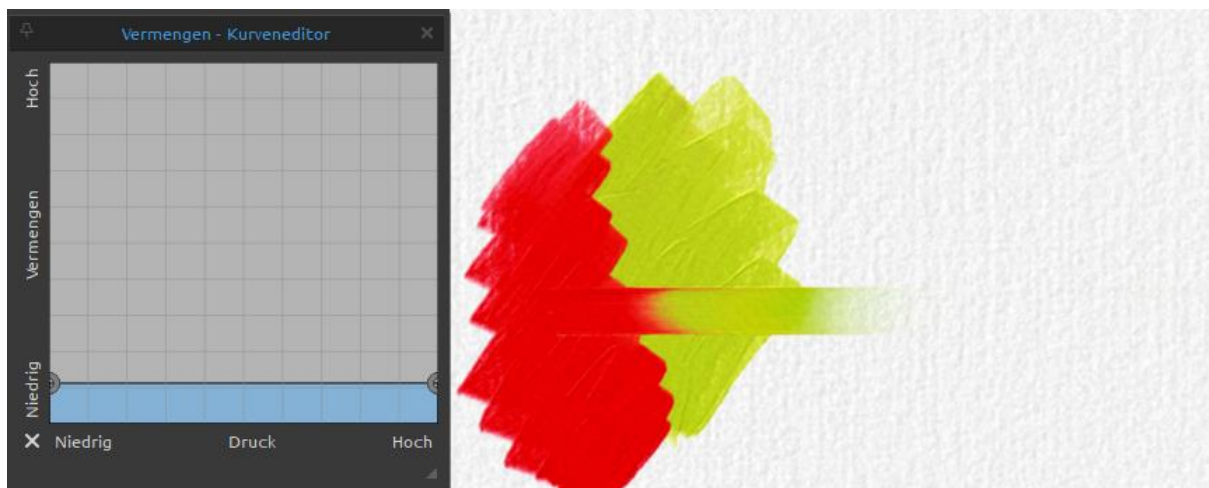 Vermengen - Kurveneditor
Hoch
Vermengen
Niedrig
Niedrig Druck Hoch